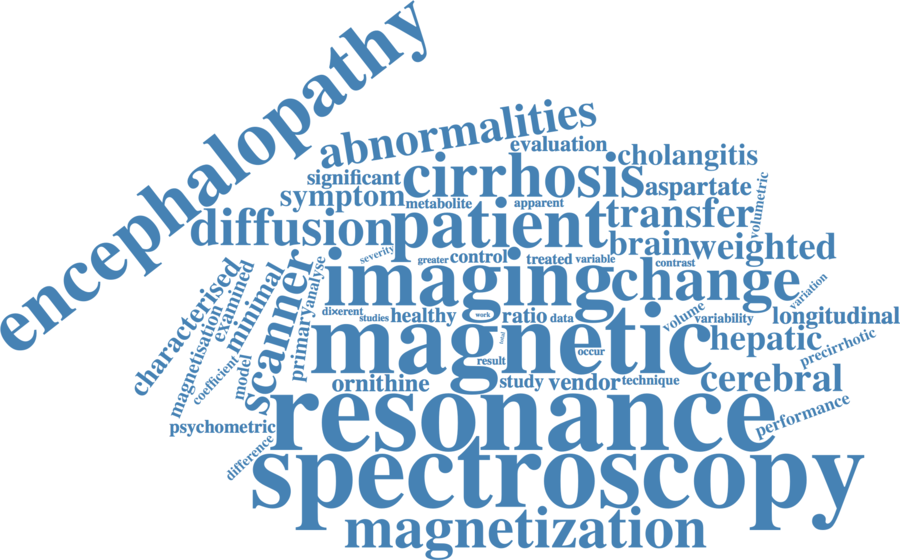 encephalopathy
abnormalities
evaluation
cholangitis
significant
cirrhosis
aspartate
symptom
metabolite
apparent
volumetric
diffusion
patient
transfer
brain
weighted
severity
greater
control
treated
variable
contrast
characterised
examined
minimal
scanner
analyse
imaging
change
variation
magnetisation
primary
dixerent
studies
healthy
work
ratio
data
volume
variability
longitudinal
coefficient
model
magnetic
total
result
occur
hepatic
precirrhotic
ornithine
study
vendor
technique
cerebral
psychometric
resonance
performance
difference
spectroscopy
magnetization